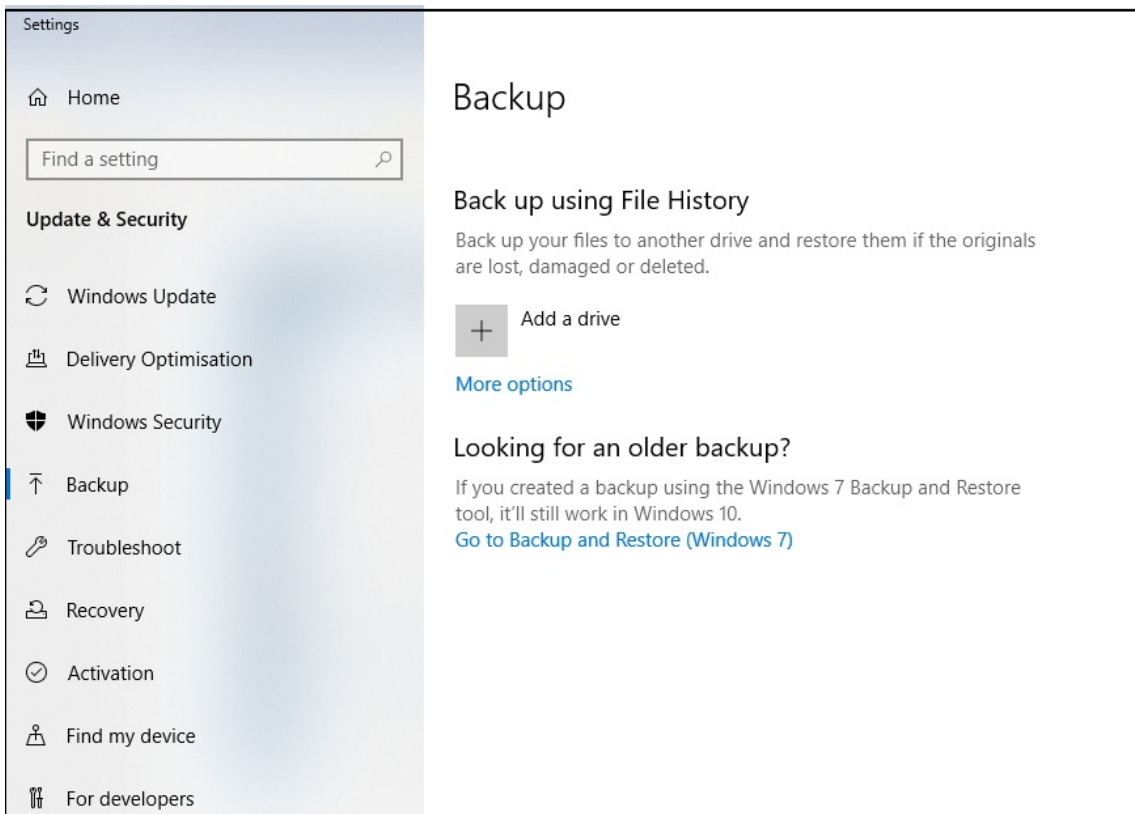 Settings
Home
Find a setting
Update & Security
Windows Update
Delivery Optimisation
Windows Security
Backup
Troubleshoot
Recovery
Activation
Find my device
For developers
Backup
Back up using File History
Back up your files to another drive and restore them if the originals
are lost, damaged or deleted.
Add a drive
More options
Looking for an older backup?
If you created a backup using the Windows 7 Backup and Restore
tool, it'll still work in Windows 10.
Go to Backup and Restore (Windows 7)